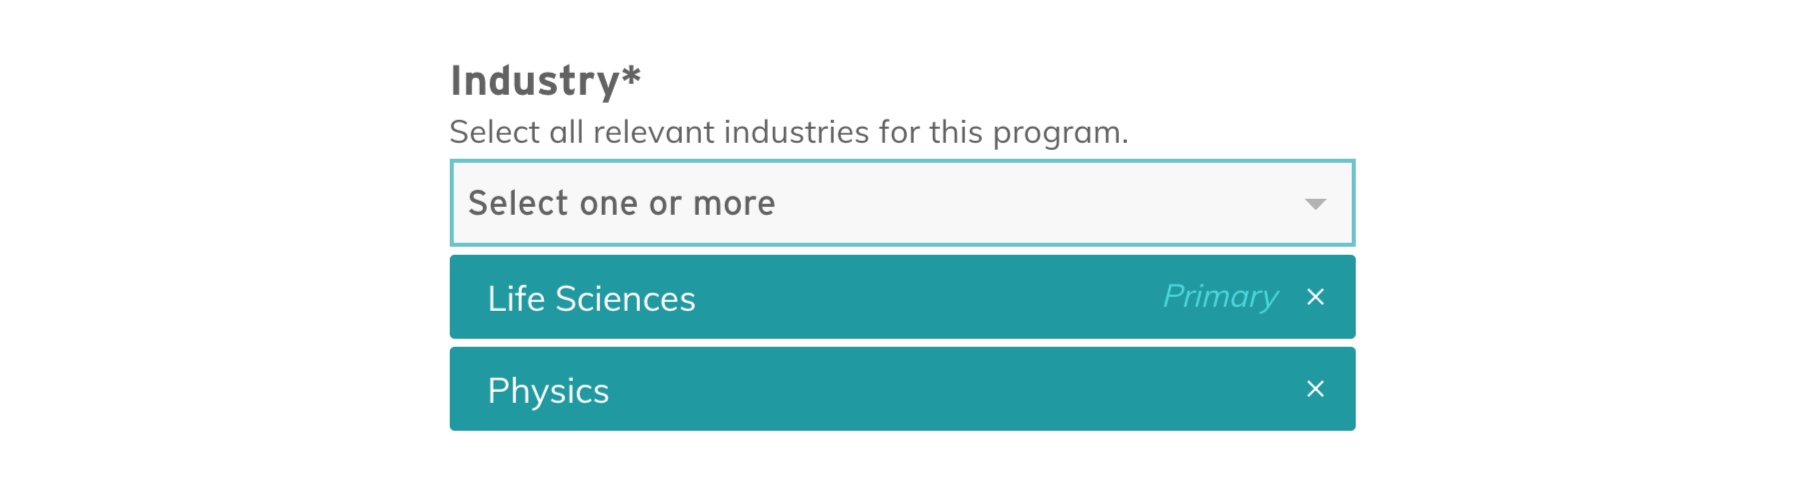 Industry*
Select all relevant industries for this program.
Select one or more
Life Sciences Primary ×
Physics ×